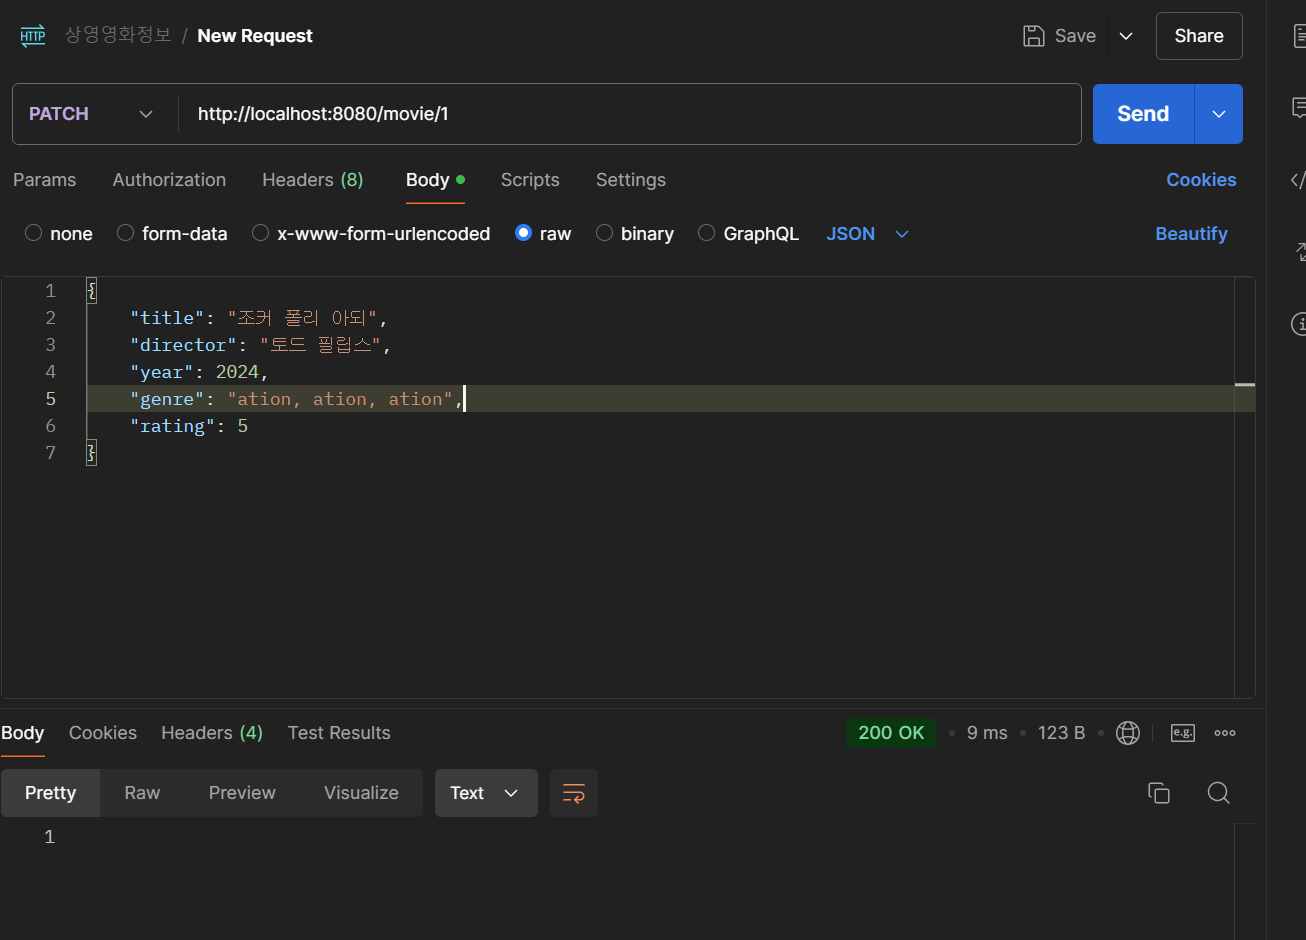 HTTP 상영영화정보 / New Request Save Share
PATCH http://localhost:8080/movie/1 Send
Params Authorization Headers (8) Body Scripts Settings Cookies
none form-data x-www-form-urlencoded raw binary GraphQL JSON Beautify
1 {
2 "title": "조커 폴리 아되",
3 "director": "토드 필립스",
4 "year": 2024,
5 "genre": "ation, ation, ation",
6 "rating": 5
7 }
Body Cookies Headers (4) Test Results 200 OK • 9 ms • 123 B • e.g.
Pretty Raw Preview Visualize Text
1